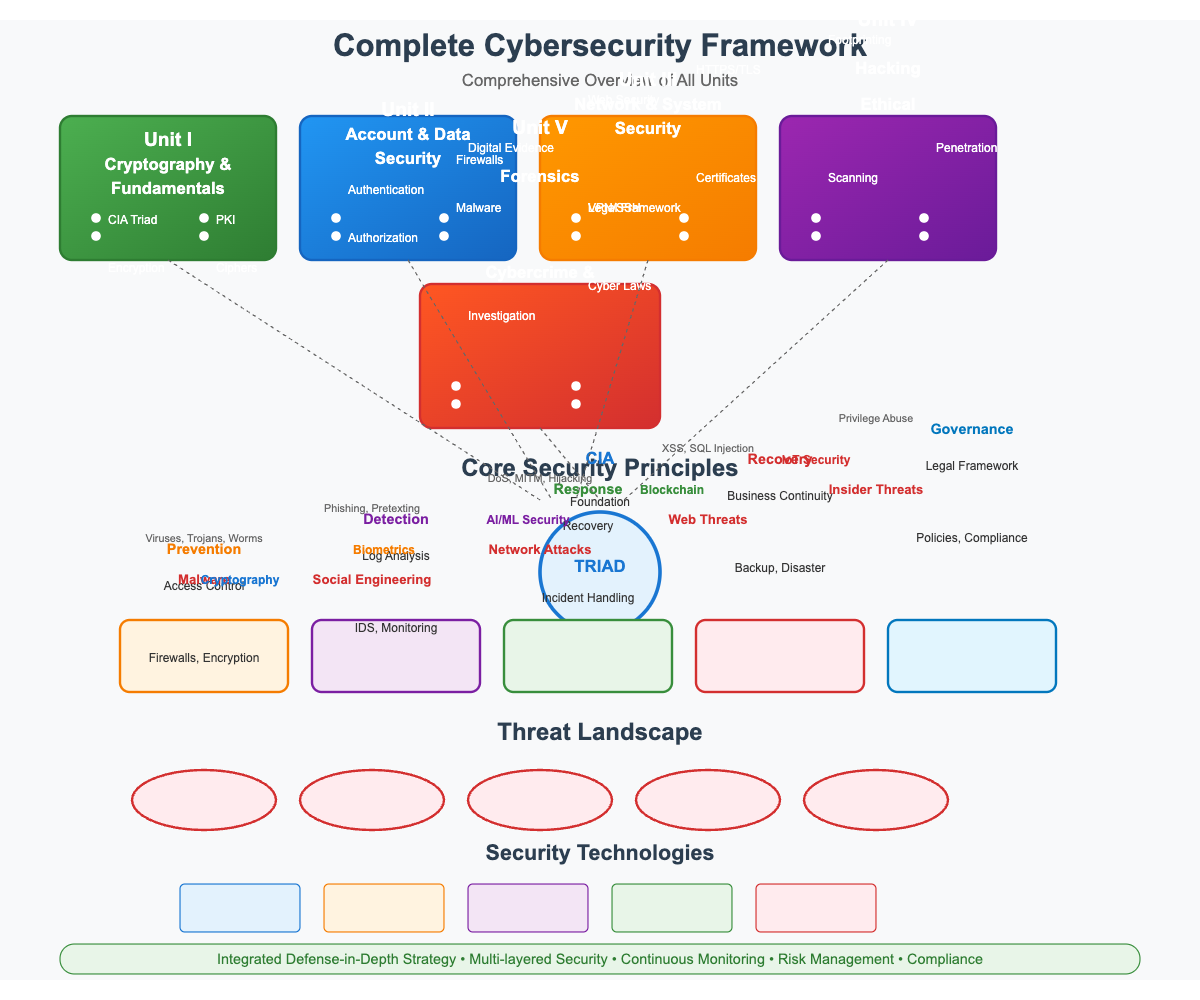 Complete Cybersecurity Framework
Comprehensive Overview of All Units
Unit I
Cryptography &
Fundamentals
CIA Triad
PKI
Encryption
Ciphers
Unit II
Account & Data
Security
Authentication
Firewalls
Malware
Authorization
Network & System
Security
Certificates
VPN/SSH
Unit IV
Hacking
Ethical
Footprinting
Penetration
Scanning
Unit V
Digital Evidence
Forensics
Legal Framework
Cybercrime &
Cyber Laws
Investigation
Core Security Principles
CIA
Foundation
TRIAD
Prevention
Access Control
Firewalls, Encryption
Detection
Log Analysis
IDS, Monitoring
Response
Recovery
Incident Handling
Recovery
Business Continuity
Backup, Disaster
Governance
Legal Framework
Policies, Compliance
Viruses, Trojans, Worms
Malware
Phishing, Pretexting
Social Engineering
DoS, MITM, Hijacking
Network Attacks
XSS, SQL Injection
Web Threats
Privilege Abuse
Insider Threats
Cryptography
Biometrics
AI/ML Security
Blockchain
IoT Security
Threat Landscape
Security Technologies
Integrated Defense-in-Depth Strategy • Multi-layered Security • Continuous Monitoring • Risk Management • Compliance